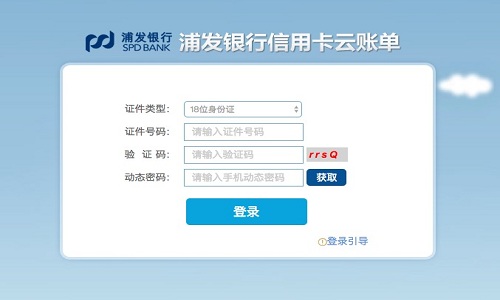 浦发银行 浦发银行信用卡云账单
SPD BANK
证件类型: 18位身份证
证件号码: 请输入证件号码
验 证 码: 请输入验证码 rrsQ
动态密码: 请输入手机动态密码 获取
登录
登录引导